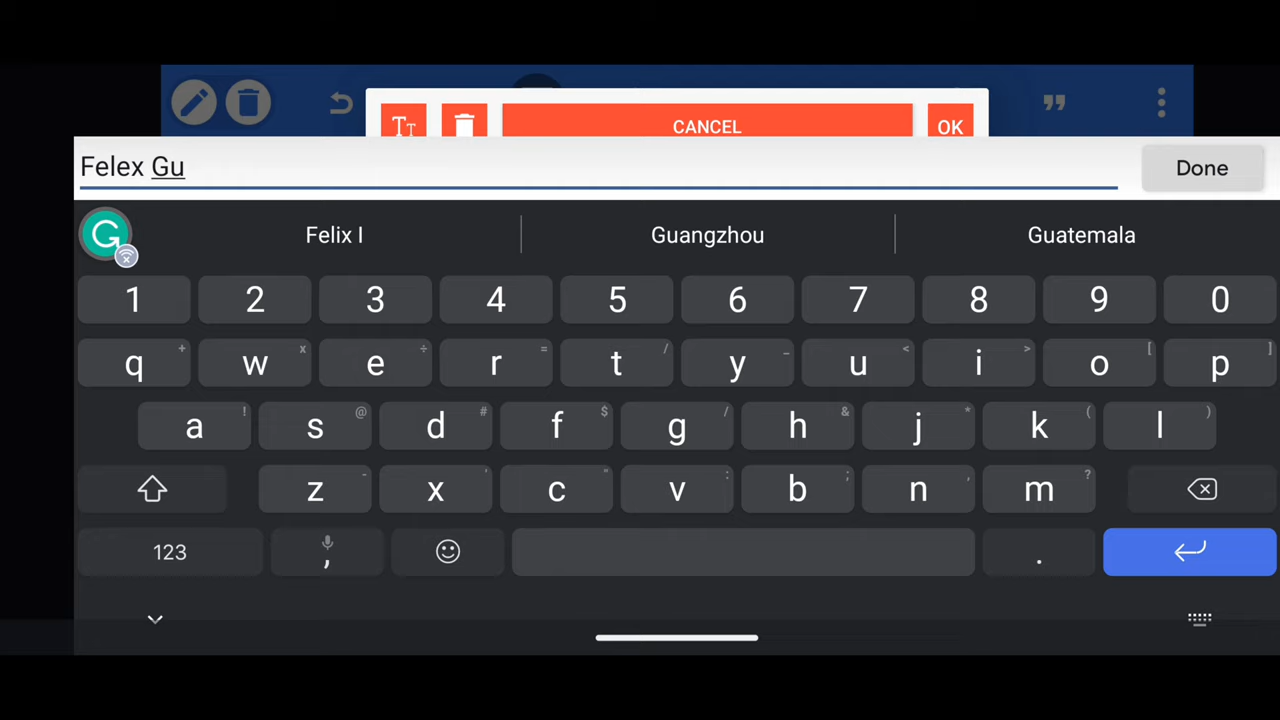 Tт CANCEL OK
Felex Gu Done
Felix I Guangzhou Guatemala
1 2 3 4 5 6 7 8 9 0
q + w x e ÷ r = t / y _ u < i > o [ p ]
a ! s @ d # f $ g / h & j * k ( l )
z - x ' c " v : b ; n , m ?
123 , .